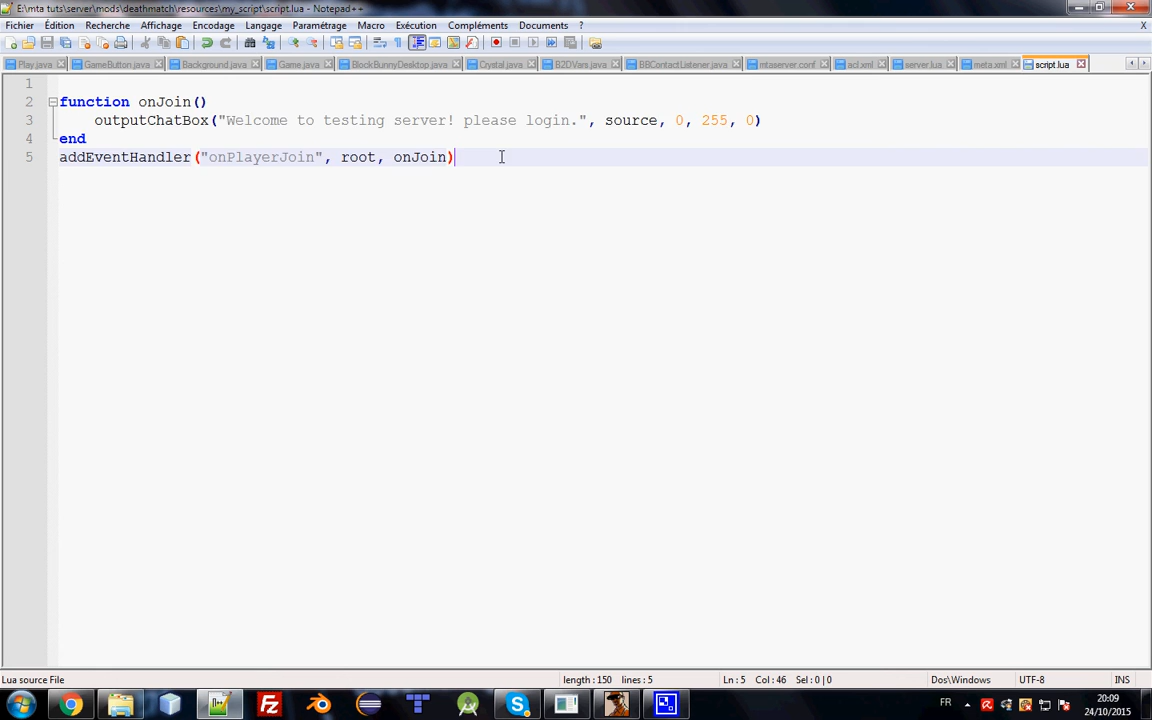 E:\mta tuts\server\mods\deathmatch\resources\my_script\script.lua - Notepad++
Fichier Édition Recherche Affichage Encodage Langage Paramétrage Macro Exécution Compléments Documents ? X
Play.java GameButton.java Background.java Game.java BlockBunnyDesktop.java Crystal.java B2DVars.java BBContactListener.java mtaserver.conf acl.xml server.lua meta.xml script.lua
1
2 function onJoin()
3 outputChatBox("Welcome to testing server! please login.", source, 0, 255, 0)
4 end
5 addEventHandler("onPlayerJoin", root, onJoin)
Lua source File length : 150 lines : 5 Ln : 5 Col : 46 Sel : 0 | 0 Dos\Windows UTF-8 INS
FR 20:09
24/10/2015